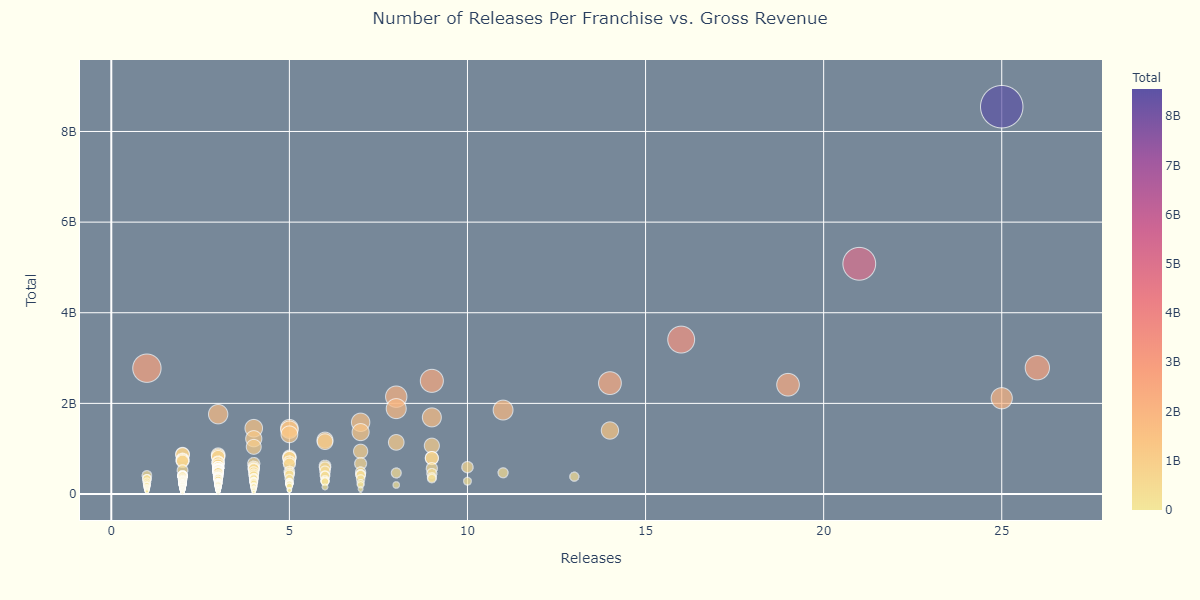 Number of Releases Per Franchise vs. Gross Revenue
Total
8B
6B
4B
2B
0
0
5
10
15
20
25
Releases
Total
8B
7B
6B
5B
4B
3B
2B
1B
0